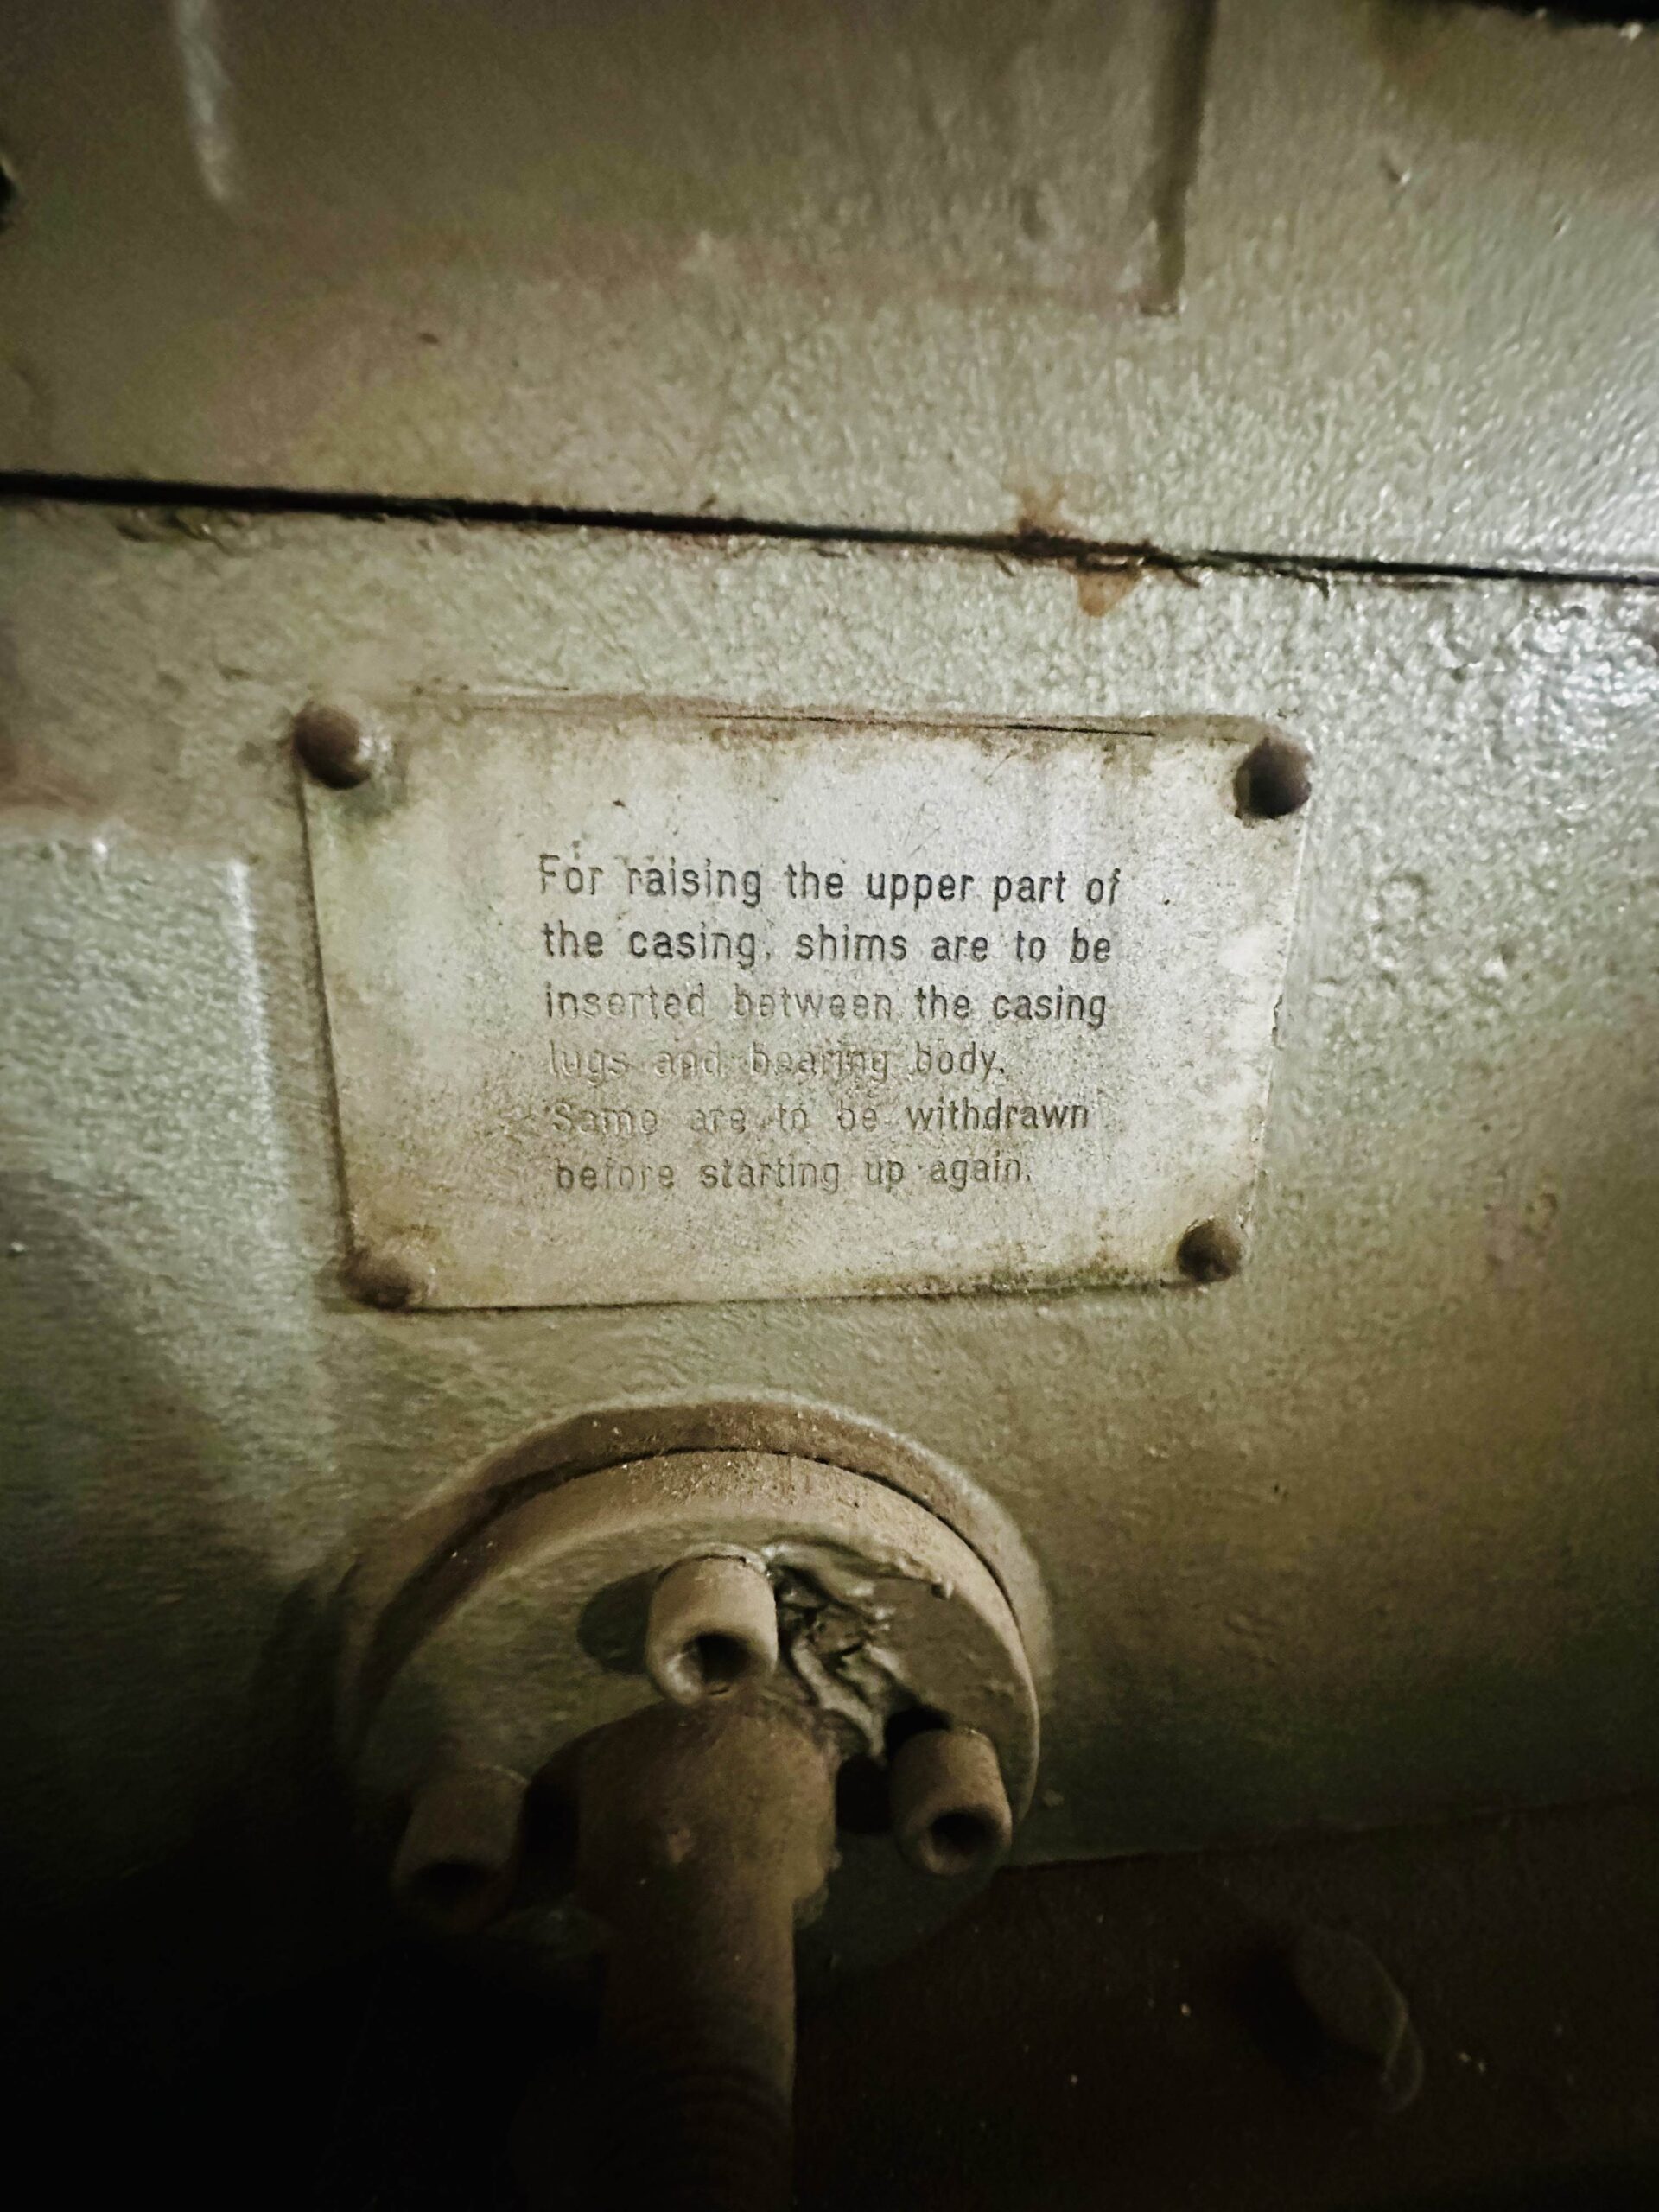 For raising the upper part of
the casing, shims are to be
inserted between the casing
lugs and bearing body.
Same are to be withdrawn
before starting up again.